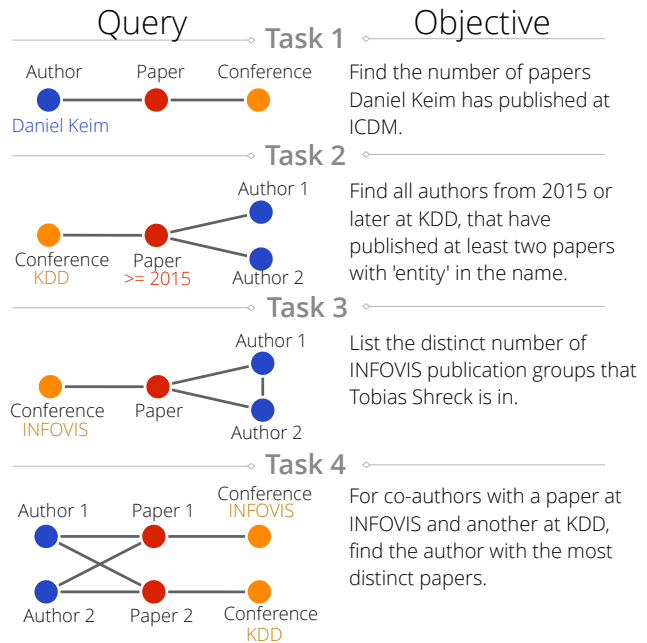 Query
Objective
Task 1
Author
Paper
Conference
Daniel Keim
Find the number of papers
Daniel Keim has published at
ICDM.
Task 2
Author 1
Conference
KDD
Paper
>= 2015
Author 2
Find all authors from 2015 or
later at KDD, that have
published at least two papers
with 'entity' in the name.
Task 3
Author 1
Conference
INFOVIS
Paper
Author 2
List the distinct number of
INFOVIS publication groups that
Tobias Shreck is in.
Task 4
Author 1
Paper 1
Conference
INFOVIS
Author 2
Paper 2
Conference
KDD
For co-authors with a paper at
INFOVIS and another at KDD,
find the author with the most
distinct papers.